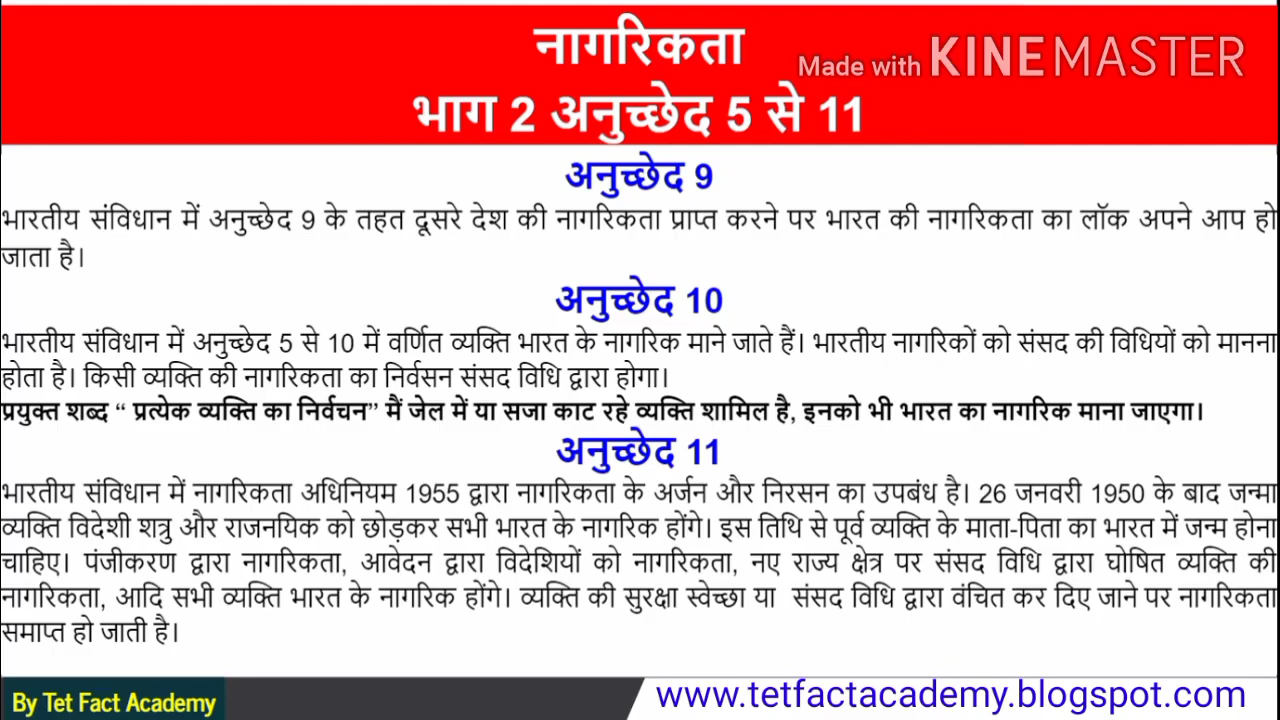 नागरिकता
Made with KINEMASTER
भाग 2 अनुच्छेद 5 से 11
अनुच्छेद 9
भारतीय संविधान में अनुच्छेद 9 के तहत दूसरे देश की नागरिकता प्राप्त करने पर भारत की नागरिकता का लॉक अपने आप हो
जाता है।
अनुच्छेद 10
भारतीय संविधान में अनुच्छेद 5 से 10 में वर्णित व्यक्ति भारत के नागरिक माने जाते हैं। भारतीय नागरिकों को संसद की विधियों को मानना
होता है। किसी व्यक्ति की नागरिकता का निर्वसन संसद विधि द्वारा होगा।
प्रयुक्त शब्द “ प्रत्येक व्यक्ति का निर्वचन” मैं जेल में या सजा काट रहे व्यक्ति शामिल है, इनको भी भारत का नागरिक माना जाएगा।
अनुच्छेद 11
भारतीय संविधान में नागरिकता अधिनियम 1955 द्वारा नागरिकता के अर्जन और निरसन का उपबंध है। 26 जनवरी 1950 के बाद जन्मा
व्यक्ति विदेशी शत्रु और राजनयिक को छोड़कर सभी भारत के नागरिक होंगे। इस तिथि से पूर्व व्यक्ति के माता-पिता का भारत में जन्म होना
चाहिए। पंजीकरण द्वारा नागरिकता, आवेदन द्वारा विदेशियों को नागरिकता, नए राज्य क्षेत्र पर संसद विधि द्वारा घोषित व्यक्ति की
नागरिकता, आदि सभी व्यक्ति भारत के नागरिक होंगे। व्यक्ति की सुरक्षा स्वेच्छा या संसद विधि द्वारा वंचित कर दिए जाने पर नागरिकता
समाप्त हो जाती है।
By Tet Fact Academy
www.tetfactacademy.blogspot.com